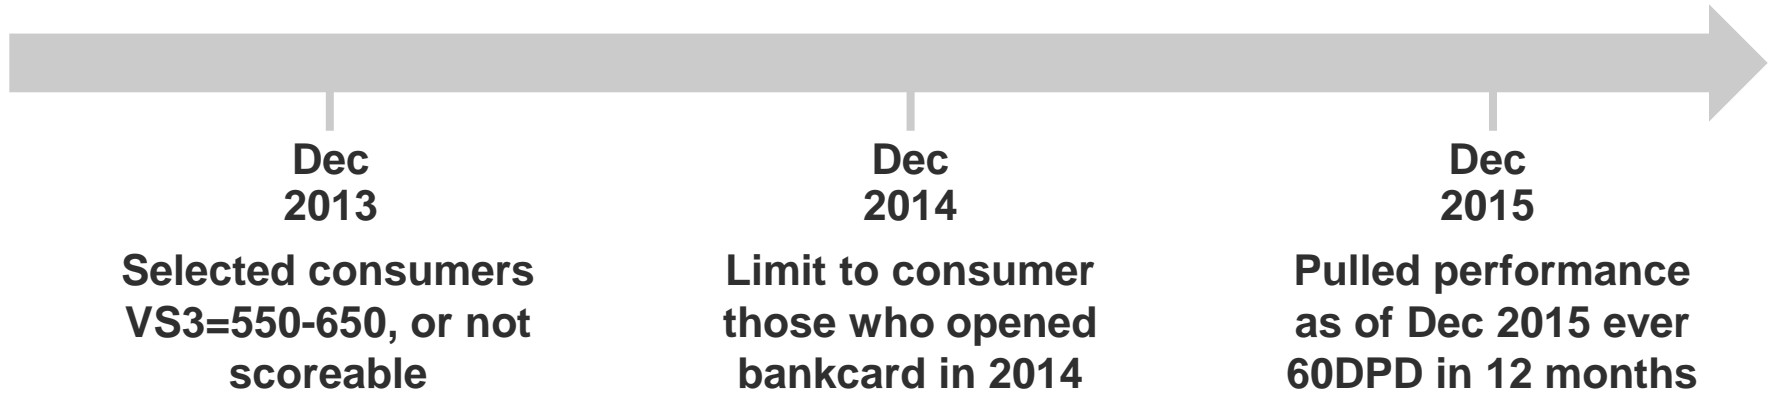 Dec
2013
Selected consumers
VS3=550-650, or not
scoreable
Dec
2014
Limit to consumer
those who opened
bankcard in 2014
Dec
2015
Pulled performance
as of Dec 2015 ever
60DPD in 12 months